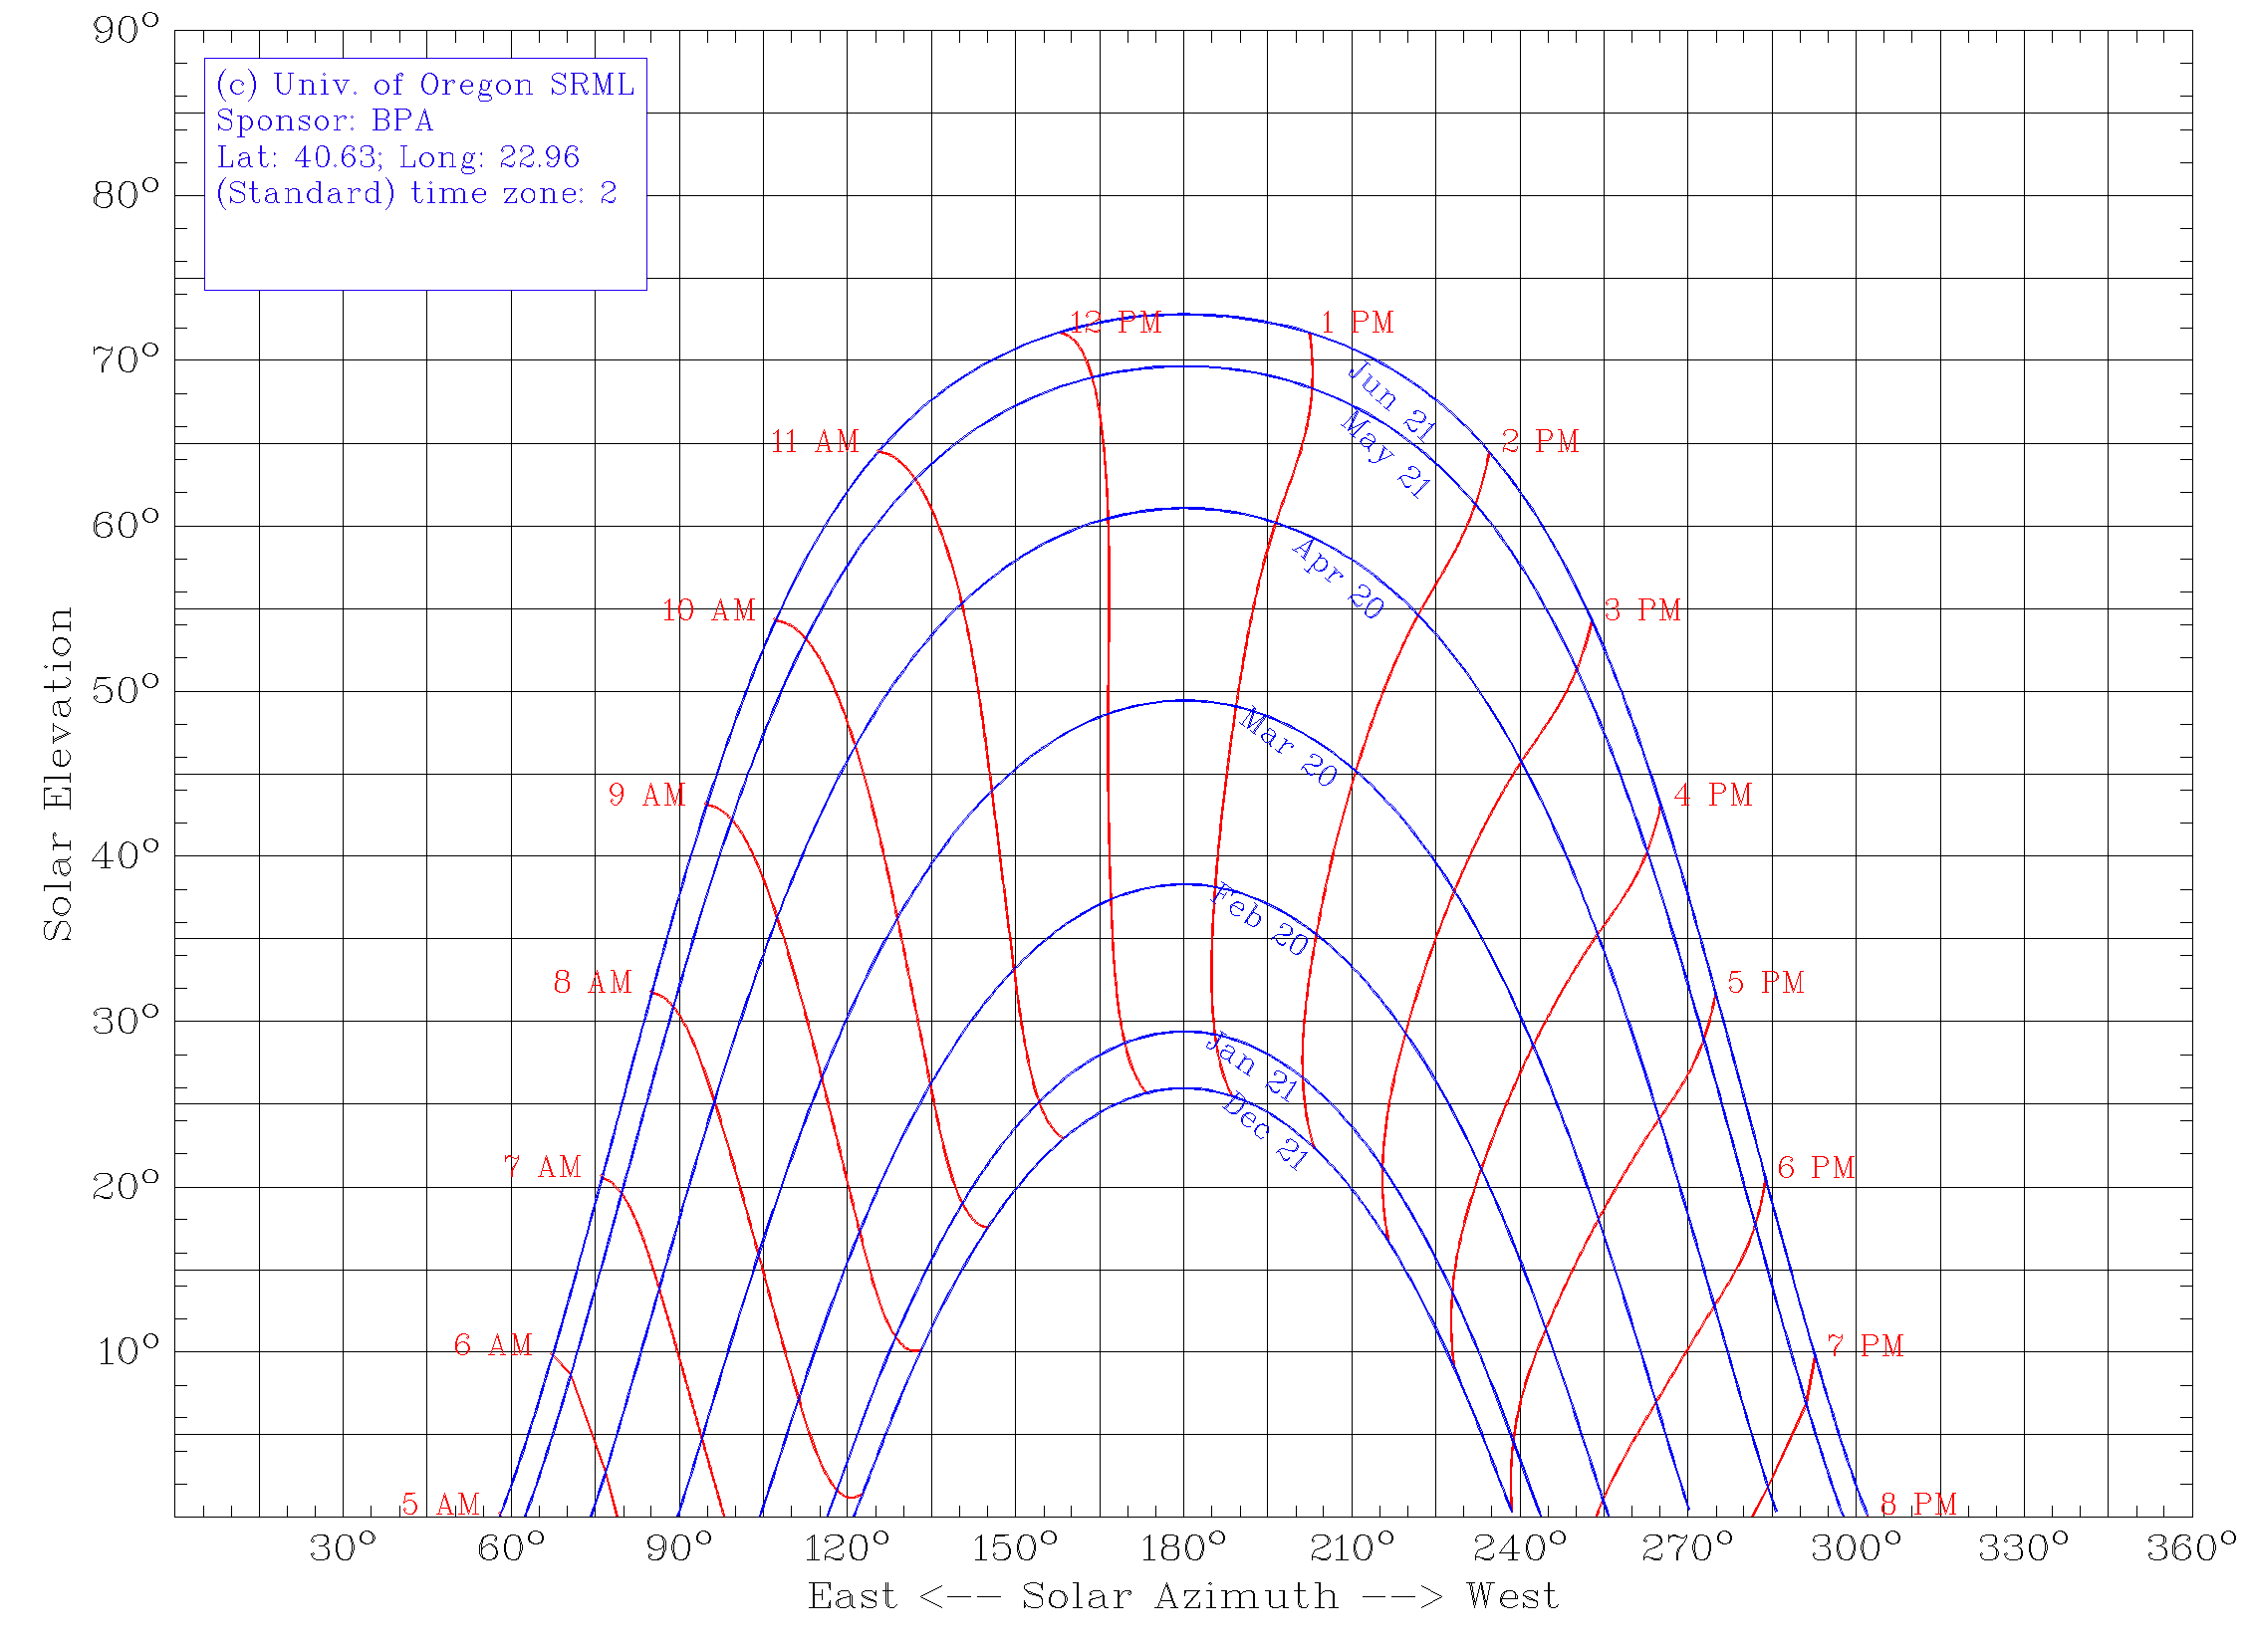 90°
(c) Univ. of Oregon SRML
Sponsor: BPA
Lat: 40.63; Long: 22.96
(Standard) time zone: 2
80°
70°
60°
50°
40°
30°
20°
10°
Solar Elevation
12 PM
1 PM
11 AM
2 PM
10 AM
3 PM
9 AM
4 PM
8 AM
5 PM
7 AM
6 PM
6 AM
7 PM
5 AM
8 PM
Jun 21
May 21
Apr 20
Mar 20
Feb 20
Jan 21
Dec 21
30° 60° 90° 120° 150° 180° 210° 240° 270° 300° 330° 360°
East <-- Solar Azimuth --> West